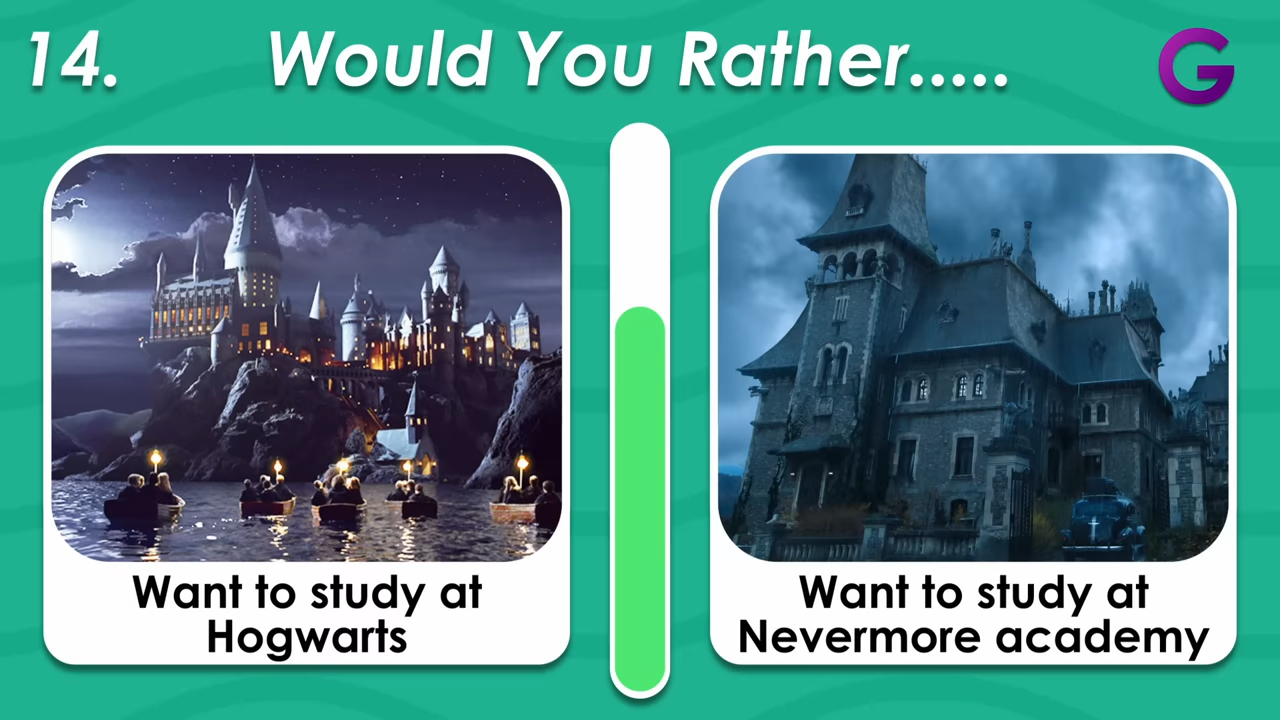 14.
Would You Rather.....
G
Want to study at
Hogwarts
Want to study at
Nevermore academy